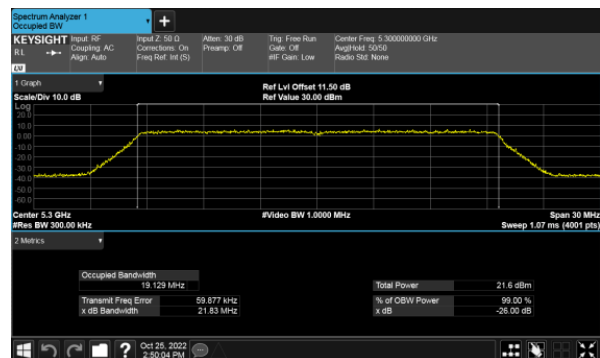 Spectrum Analyzer 1
Occupied BW
KEYSIGHT Input: RF Input Z: 50 Ω Atten: 30 dB Trig: Free Run Center Freq: 5.300000000 GHz
R L Coupling: AC Corrections: On Preamp: Off Gate: Off Avg|Hold: 50/50
Align: Auto Freq Ref: Int (S) #IF Gain: Low Radio Std: None
LXI
1 Graph
Ref Lvl Offset 11.50 dB
Scale/Div 10.0 dB Ref Value 30.00 dBm
Log
20.0
10.0
0.00
-10.0
-20.0
-30.0
-40.0
-50.0
-60.0
Center 5.3 GHz #Video BW 1.0000 MHz Span 30 MHz
#Res BW 300.00 kHz Sweep 1.07 ms (4001 pts)
2 Metrics
Occupied Bandwidth
19.129 MHz Total Power 21.6 dBm
Transmit Freq Error 59.877 kHz % of OBW Power 99.00 %
x dB Bandwidth 21.83 MHz x dB -26.00 dB
Oct 25, 2022
2:50:04 PM